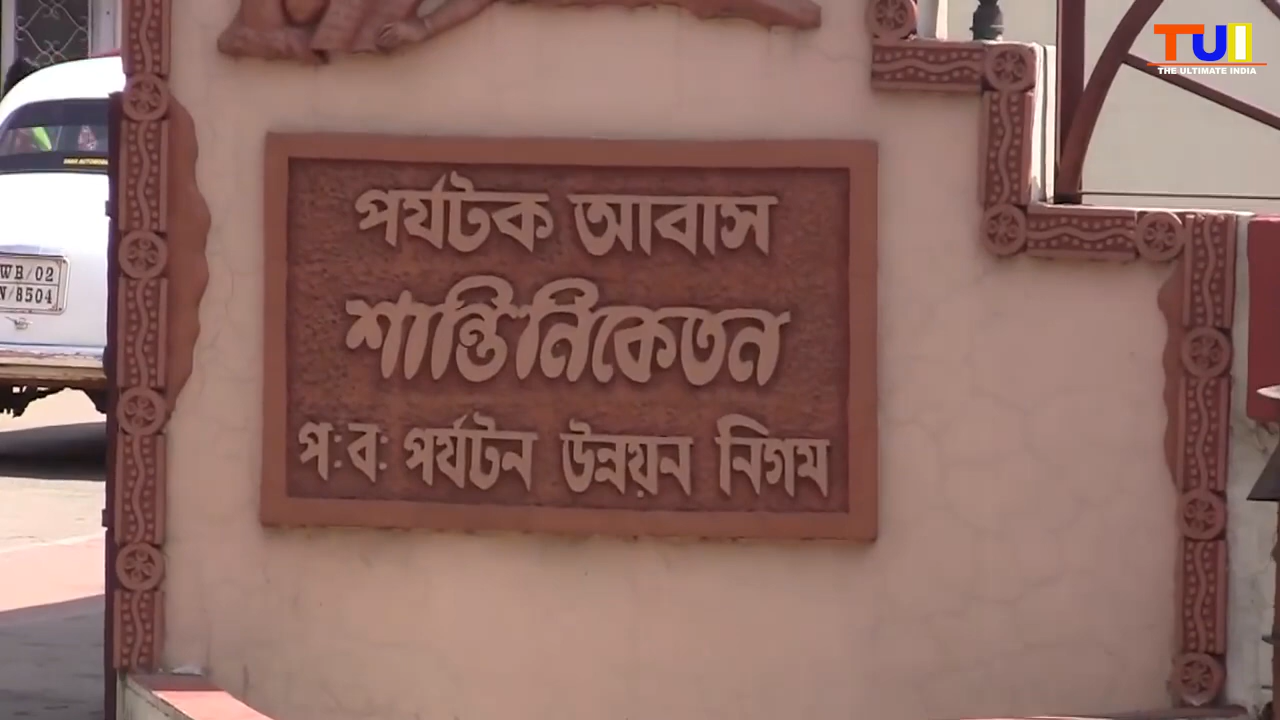 TUI
THE ULTIMATE INDIA
WB/02
N/8504
পর্যটক আবাস
শান্তিনিকেতন
প:ব: পর্যটন উন্নয়ন নিগম